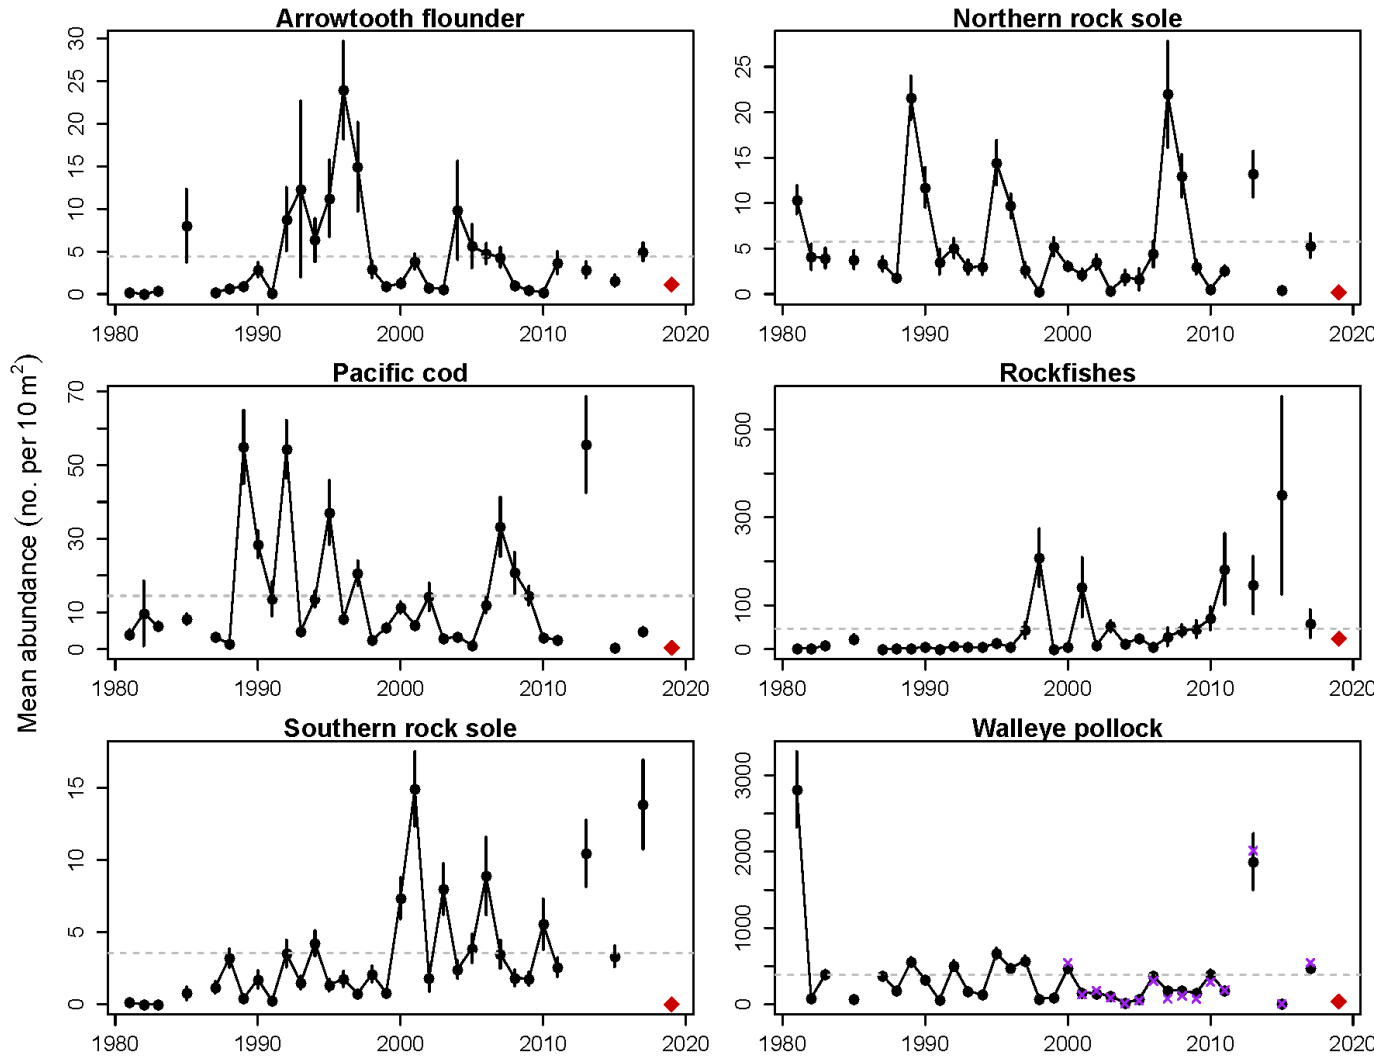 Mean abundance (no. per 10 m²)
Arrowtooth flounder
30
25
20
15
10
5
0
1980 1990 2000 2010 2020
Northern rock sole
25
20
15
10
5
0
1980 1990 2000 2010 2020
Pacific cod
70
50
30
10
0
1980 1990 2000 2010 2020
Rockfishes
500
300
100
0
1980 1990 2000 2010 2020
Southern rock sole
15
10
5
0
1980 1990 2000 2010 2020
Walleye pollock
3000
2000
1000
0
1980 1990 2000 2010 2020